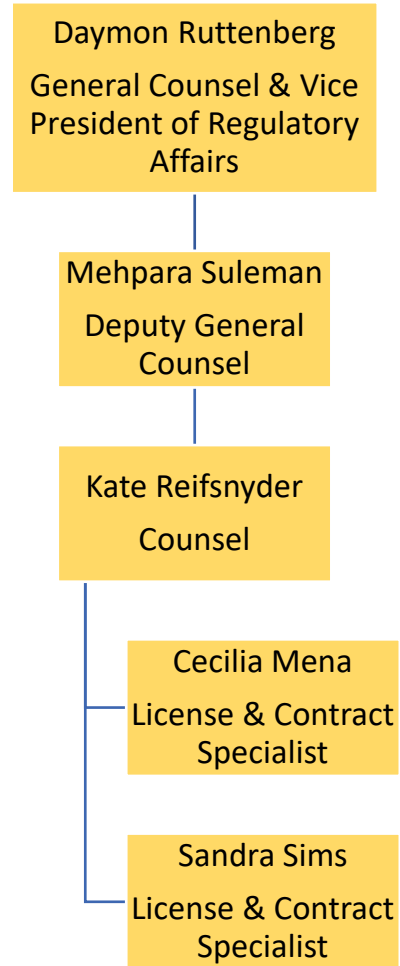 Daymon Ruttenberg
General Counsel & Vice
President of Regulatory
Affairs
Mehpara Suleman
Deputy General
Counsel
Kate Reifsnyder
Counsel
Cecilia Mena
License & Contract
Specialist
Sandra Sims
License & Contract
Specialist